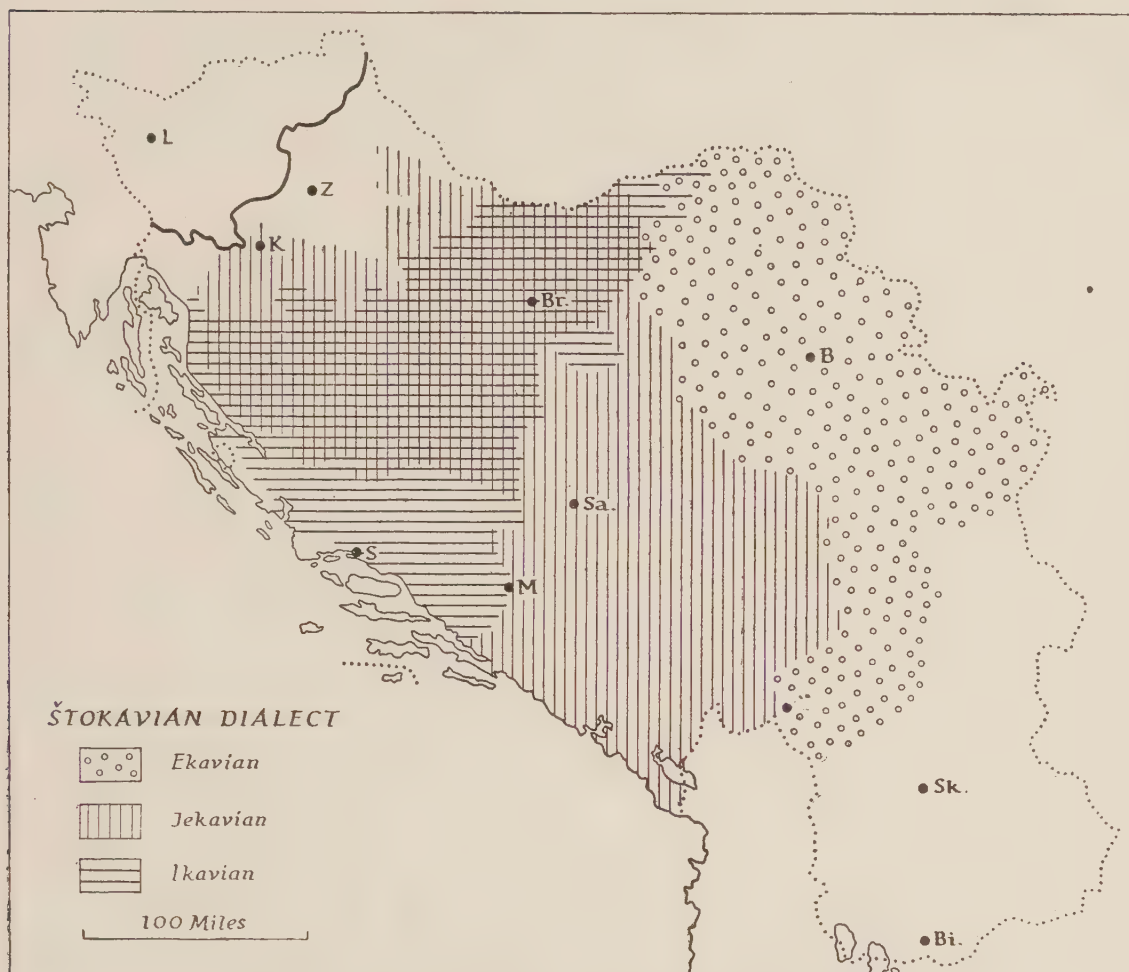 L
Z
K
Br.
B
Sa.
S
M
ŠTOKAVIAN DIALECT
Ekavian
Jekavian
Ikavian
100 Miles
Sk.
Bi.